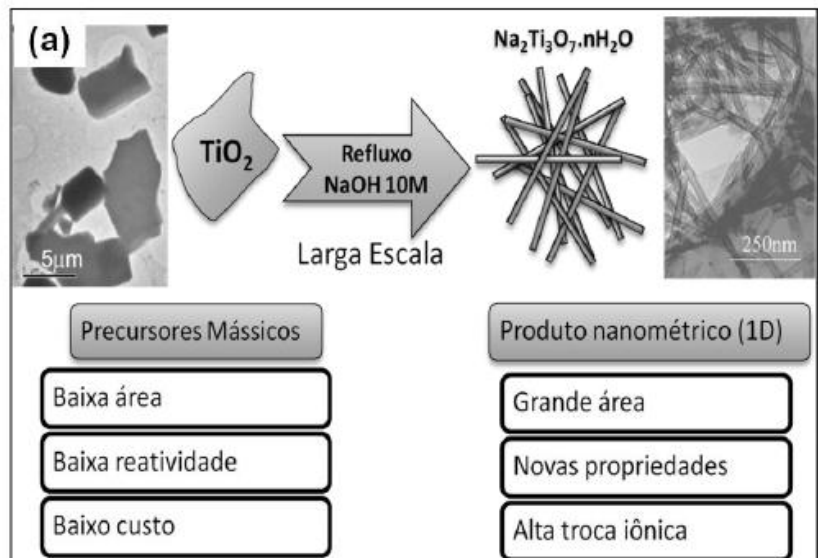 (a)
5µm
TiO₂
Refluxo
NaOH 10M
Larga Escala
Na₂Ti₃O₇.nH₂O
250nm
Precursores Mássicos
Baixa área
Baixa reatividade
Baixo custo
Produto nanométrico (1D)
Grande área
Novas propriedades
Alta troca iônica